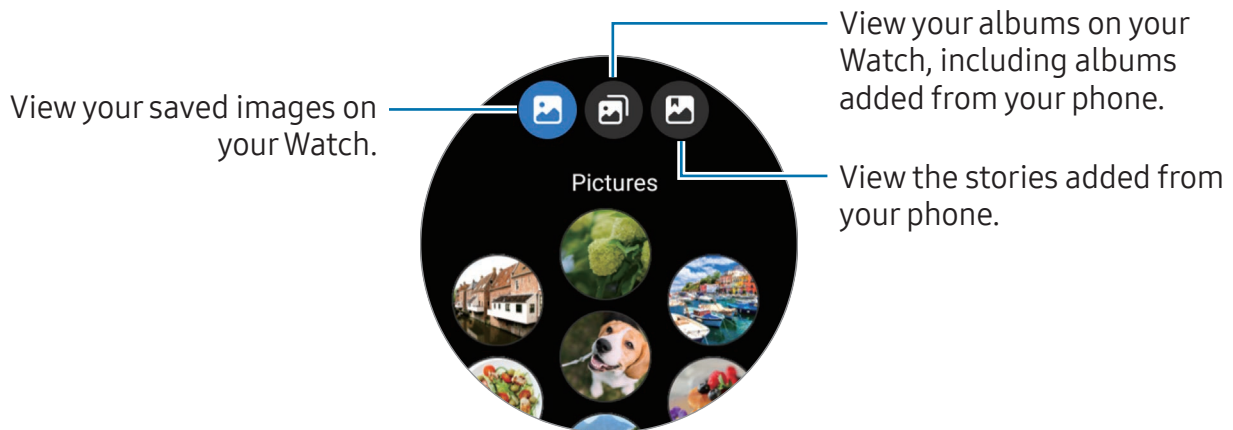 View your saved images on
your Watch.
Pictures
View your albums on your
Watch, including albums
added from your phone.
View the stories added from
your phone.